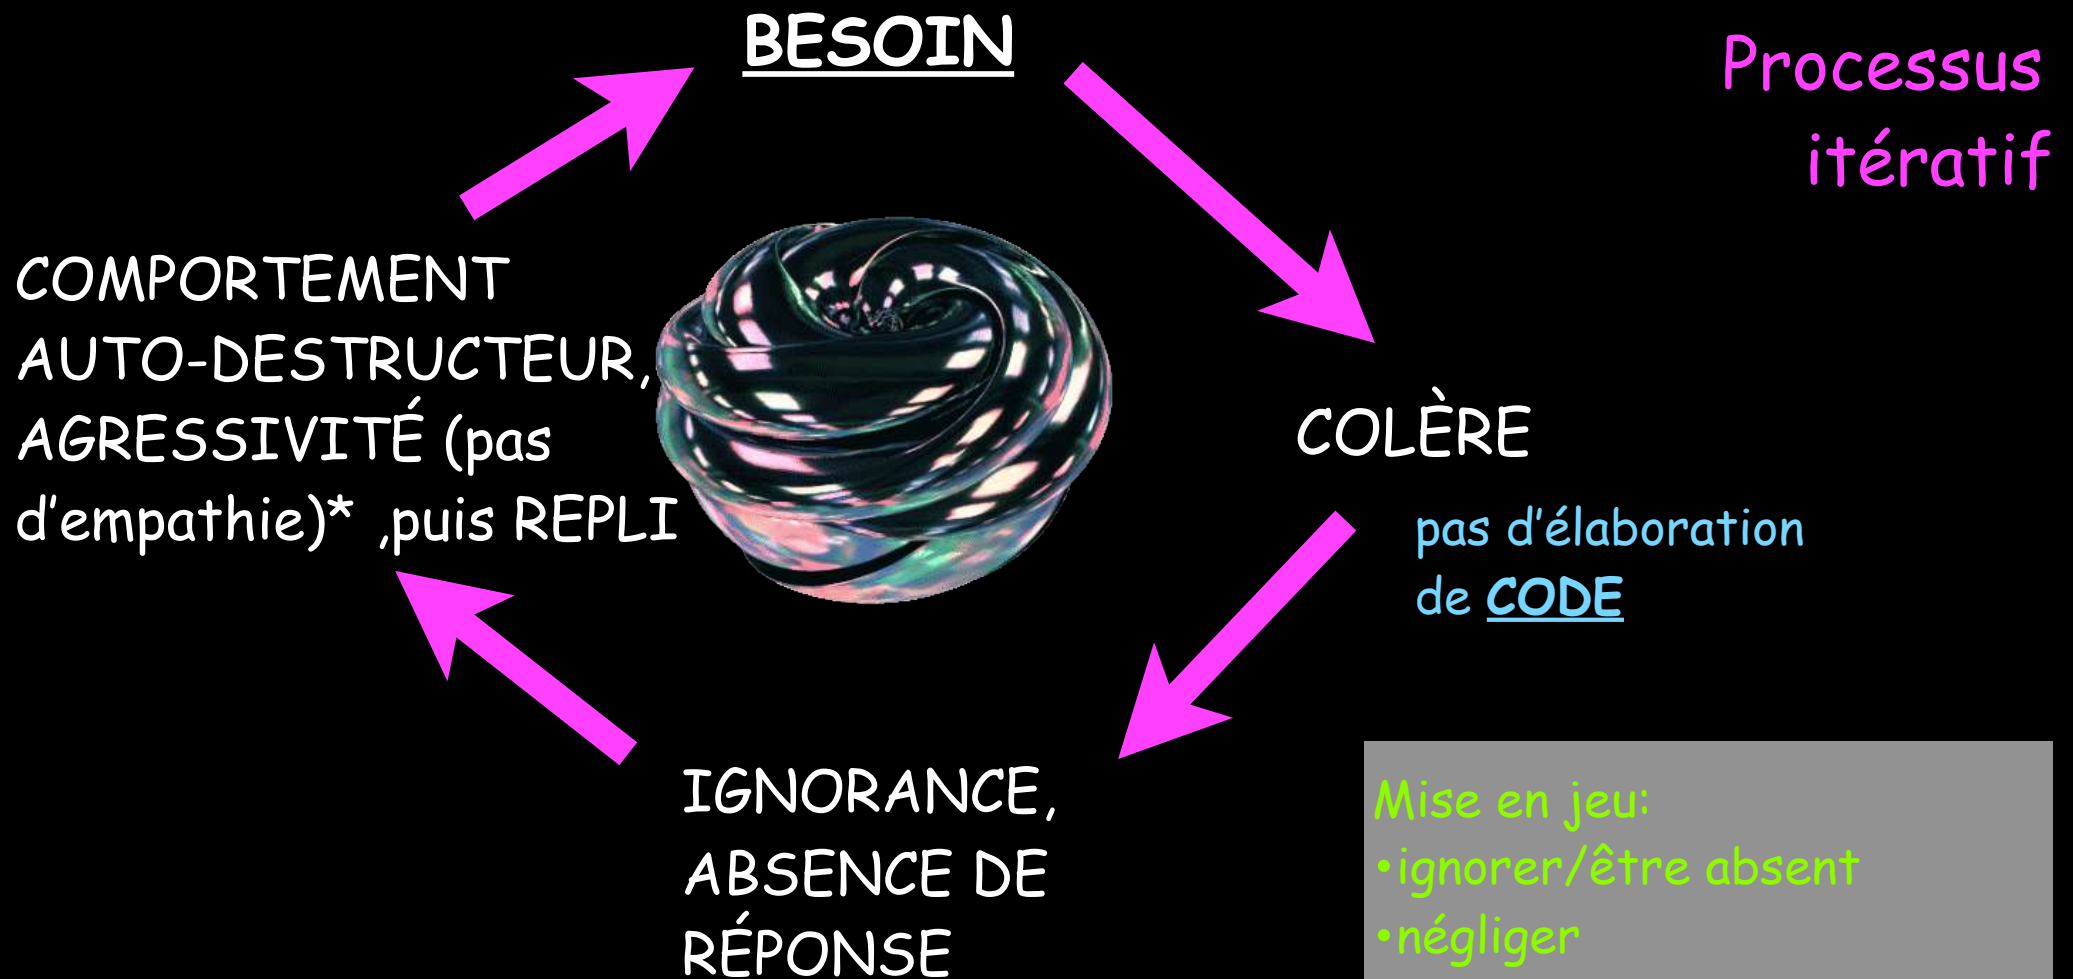 BESOIN
Processus
itératif
COMPORTEMENT
AUTO-DESTRUCTEUR,
AGRESSIVITÉ (pas
d'empathie)* ,puis REPLI
COLÈRE
pas d'élaboration
de CODE
IGNORANCE,
ABSENCE DE
RÉPONSE
Mise en jeu:
•ignorer/être absent
•négliger